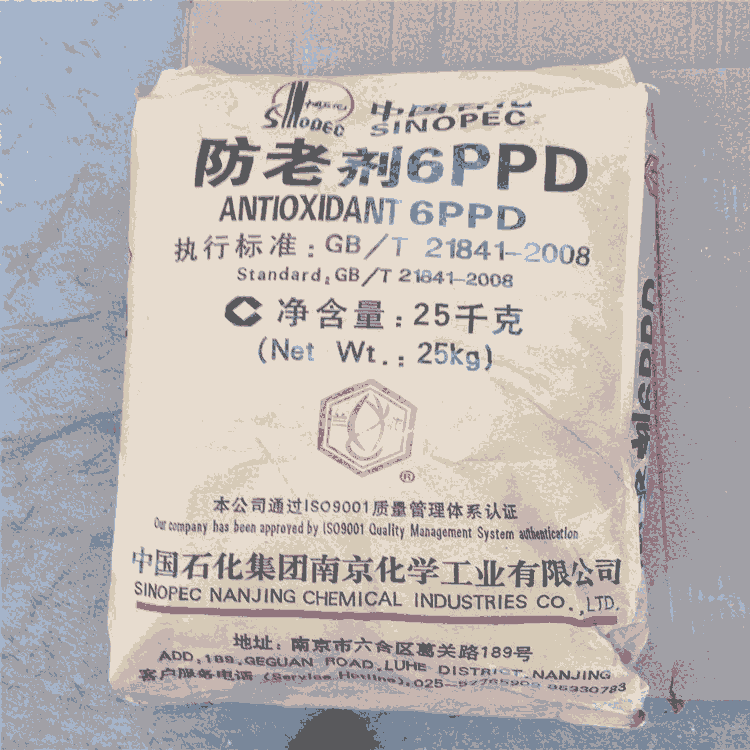 SINOPEC
中国石化
SINOPEC
防老剂6PPD
ANTIOXIDANT 6PPD
执行标准:GB/T 21841-2008
Standard:GB/T 21841-2008
净含量:25千克
(Net Wt.: 25kg)
®
本公司通过ISO9001质量管理体系认证
Our company has been approved by ISO9001 Quality Management System authentication
中国石化集团南京化学工业有限公司
SINOPEC NANJING CHEMICAL INDUSTRIES CO.,LTD.
地址:南京市六合区葛关路189号
ADD,189,GEGUAN ROAD,LUHE DISTRICT.NANJING
客户服务电话(Service Hotline),025-
6PPD